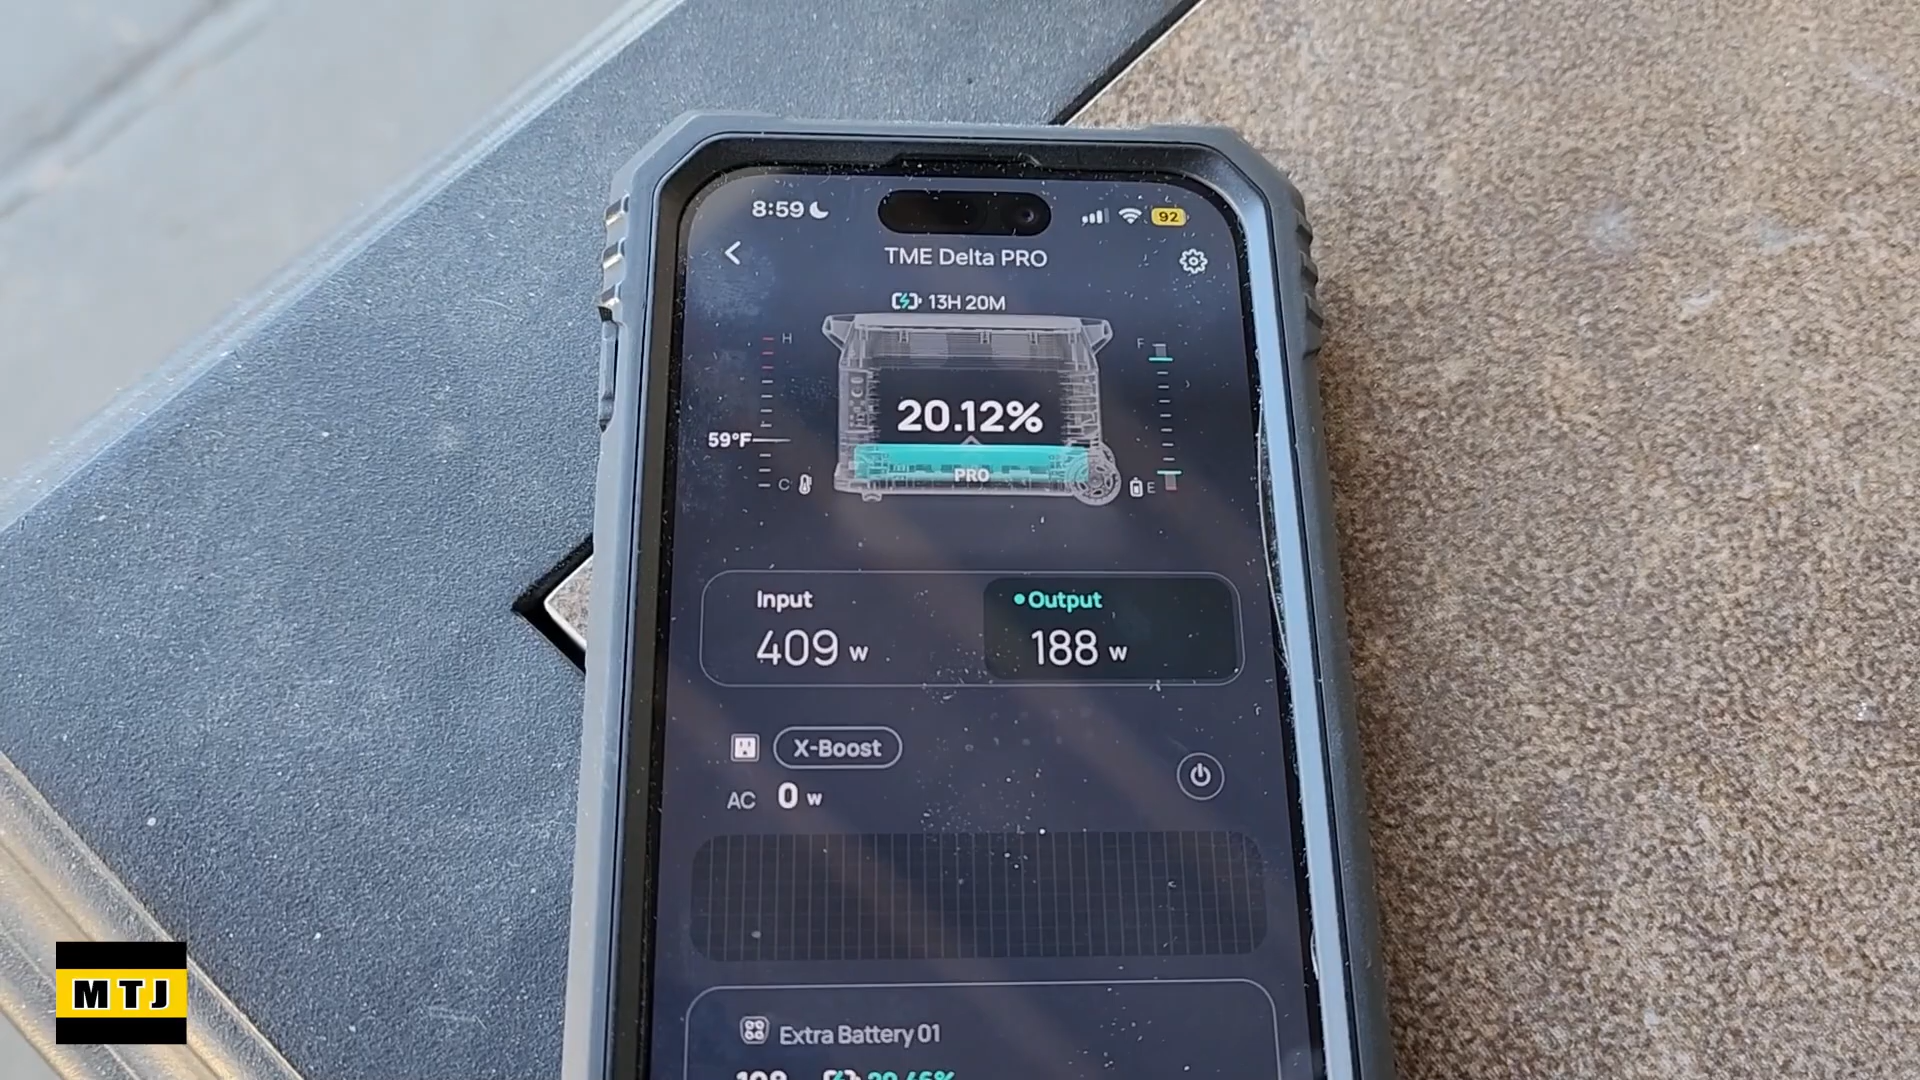 8:59
92
TME Delta PRO
13H 20M
H
F
20.12%
59°F
PRO
C
E
Input
Output
409 w
188 w
X-Boost
AC 0 w
Extra Battery 01
MTJ